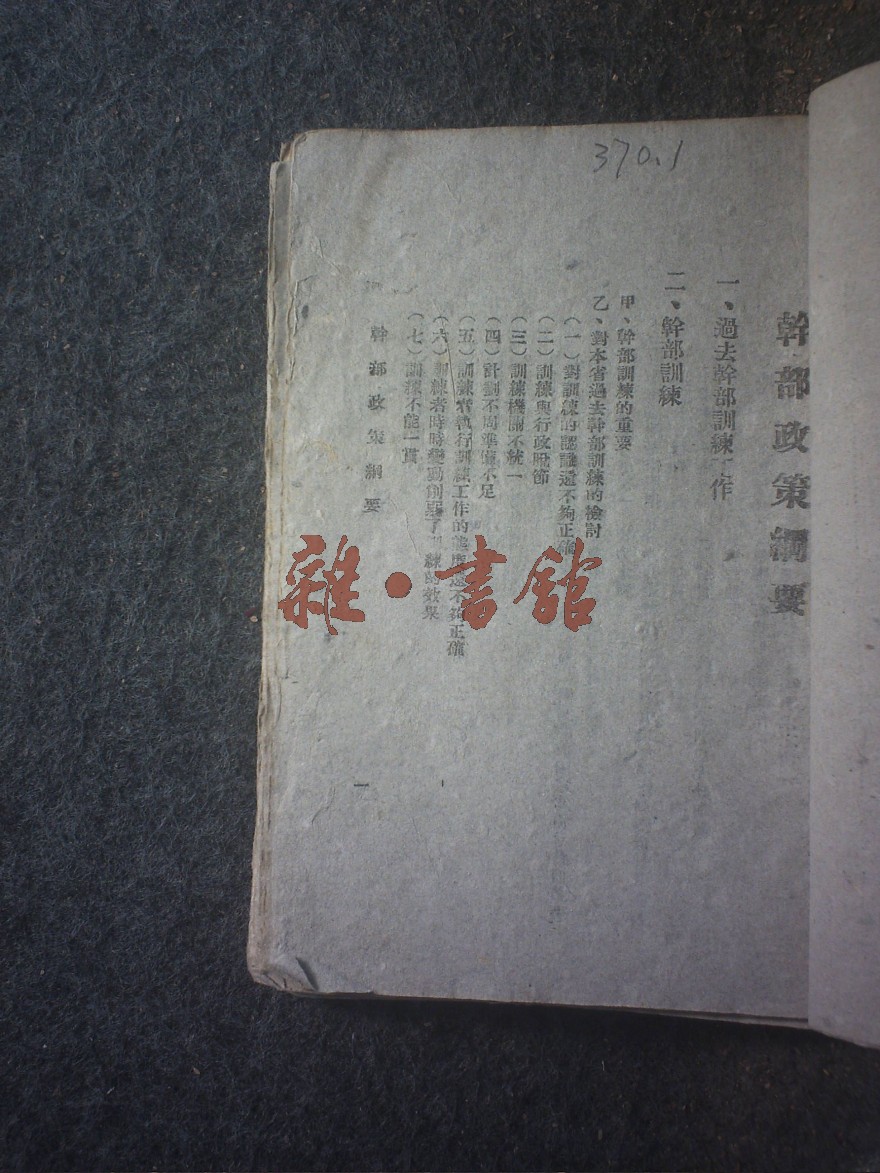 370.1
幹部政策綱要
一、過去幹部訓練工作
二、幹部訓練
甲、幹部訓練的重要
乙、對本省過去幹部訓練的檢討
(一)對訓練的認識還不夠正確
(二)訓練與行政脫節
(三)訓練機關不統一
(四)計劃不周準備不足
(五)訓練者執行訓練工作的態度還不夠正確
(六)訓練者時時變動削弱了訓練的效果
(七)訓練不能一貫
幹部政策綱要
一
雜·書館